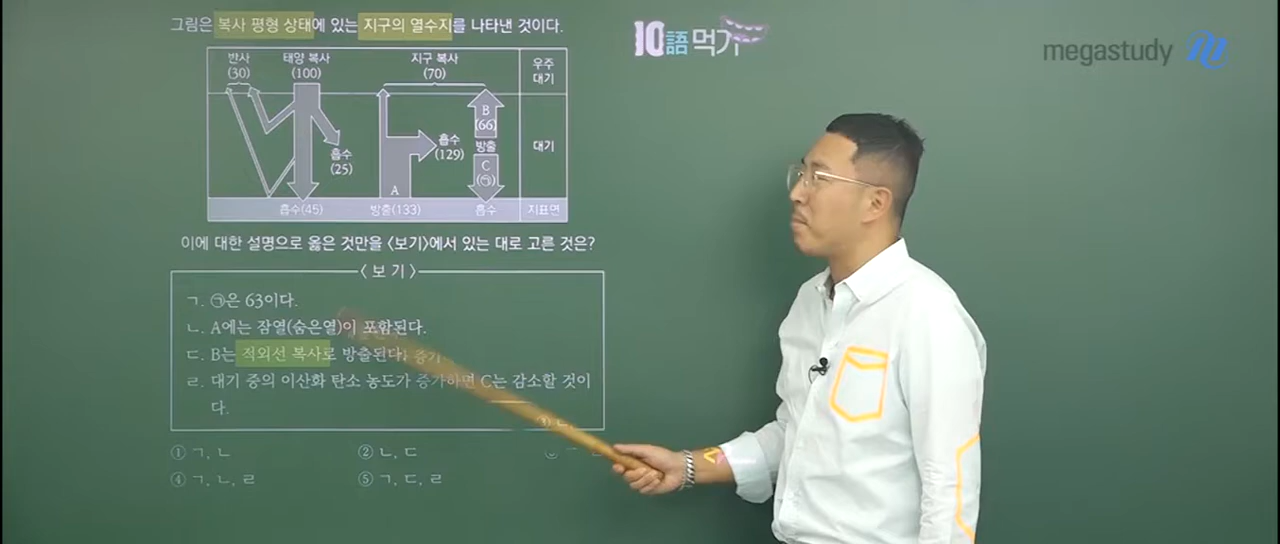 그림은 복사 평형 상태에 있는 지구의 열수지를 나타낸 것이다.
10語 먹기
megastudy
반사
(30)
태양 복사
(100)
지구 복사
(70)
우주
대기
B
(66)
흡수
(129)
방출
대기
흡수
(25)
C
(㉠)
A
흡수(45)
방출(133)
흡수
지표면
이에 대한 설명으로 옳은 것만을 〈보기〉에서 있는 대로 고른 것은?
〈보 기〉
ㄱ. ㉠은 63이다.
ㄴ. A에는 잠열(숨은열)이 포함된다.
ㄷ. B는 적외선 복사로 방출된다.
ㄹ. 대기 중의 이산화 탄소 농도가 증가하면 C는 감소할 것이
다.
① ㄱ, ㄴ
② ㄴ, ㄷ
④ ㄱ, ㄴ, ㄹ
⑤ ㄱ, ㄷ, ㄹ